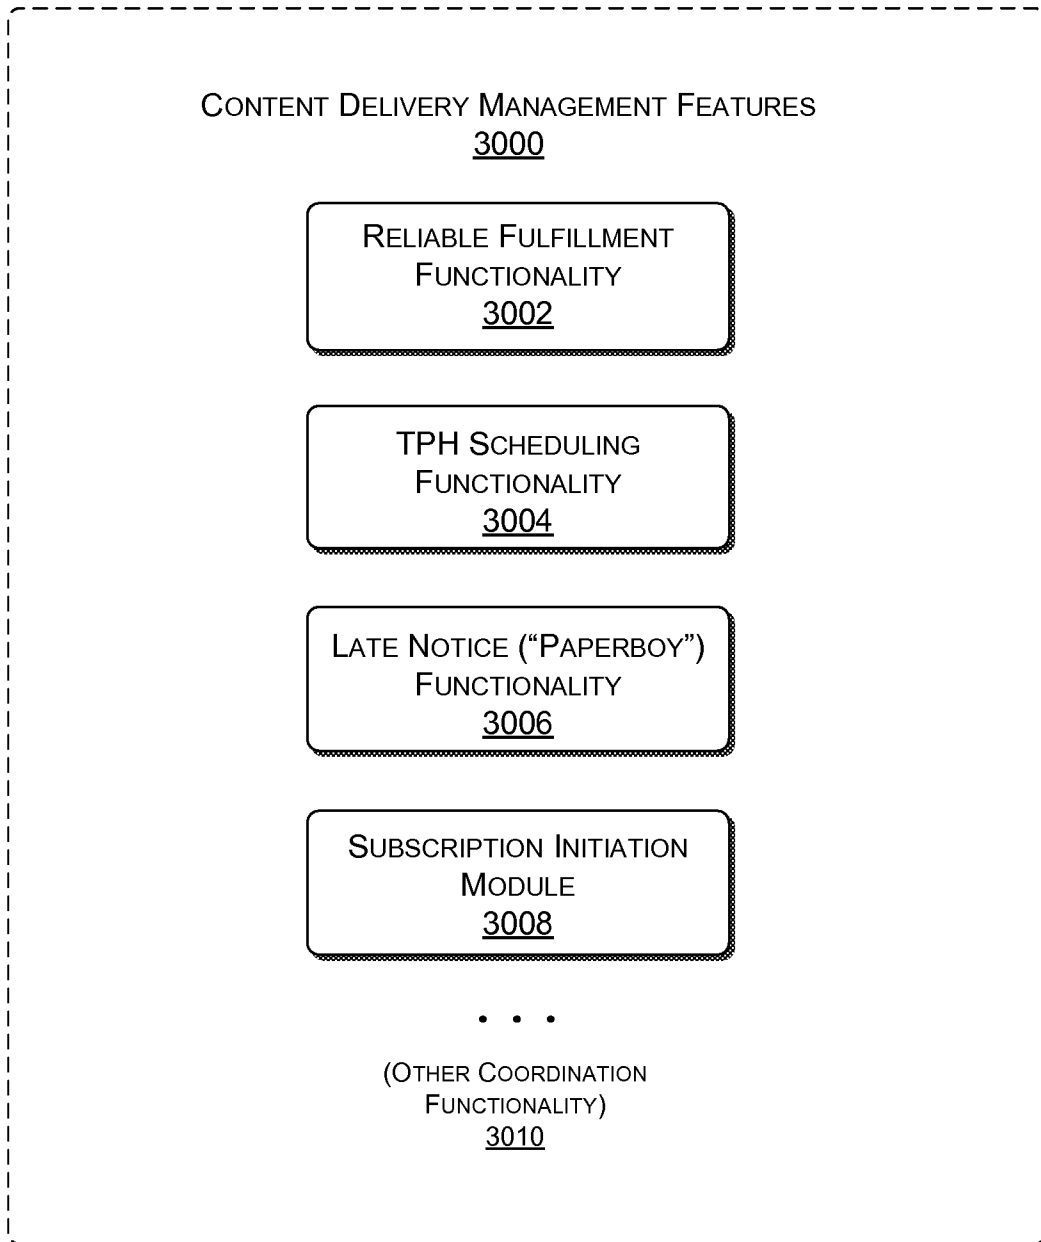 CONTENT DELIVERY MANAGEMENT FEATURES
3000
RELIABLE FULFILLMENT
FUNCTIONALITY
3002
TPH SCHEDULING
FUNCTIONALITY
3004
LATE NOTICE (“PAPERBOY”)
FUNCTIONALITY
3006
SUBSCRIPTION INITIATION
MODULE
3008
. . .
(OTHER COORDINATION
FUNCTIONALITY)
3010